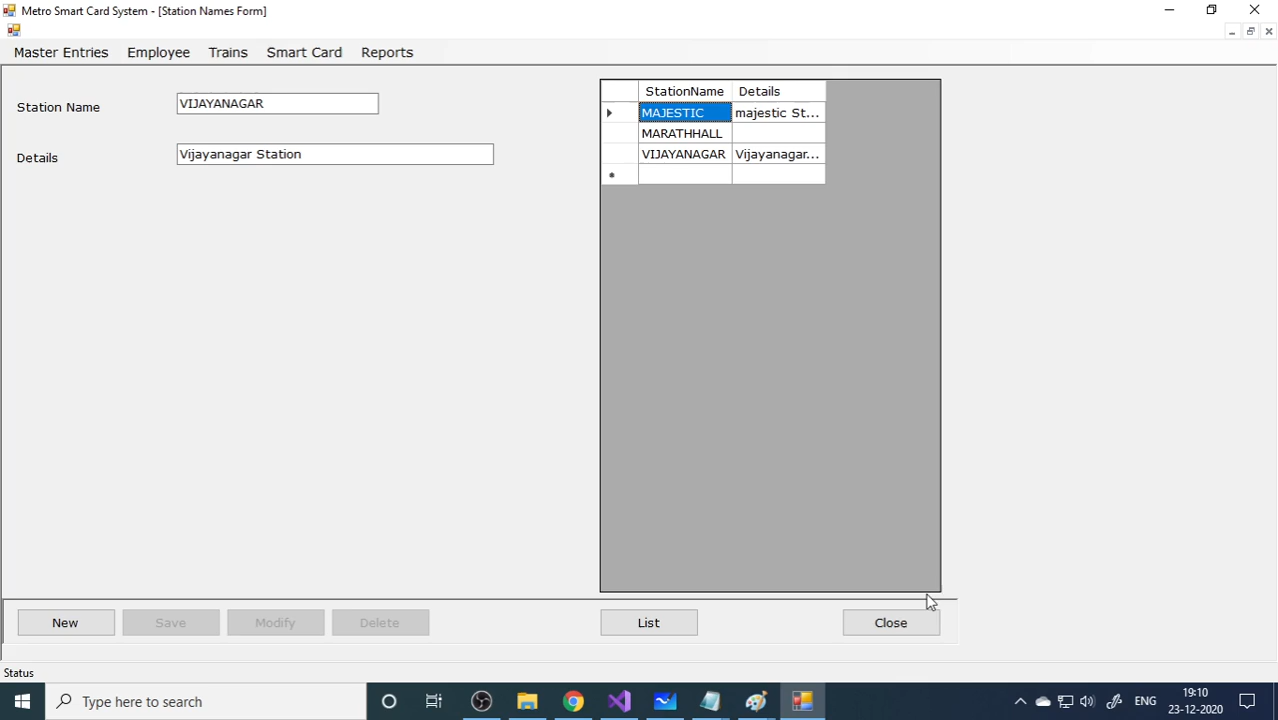 Metro Smart Card System - [Station Names Form]
Master Entries Employee Trains Smart Card Reports
Station Name VIJAYANAGAR
Details Vijayanagar Station
StationName Details
MAJESTIC majestic St...
MARATHHALL
VIJAYANAGAR Vijayanagar...
New Save Modify Delete List Close
Status
Type here to search
ENG
19:10
23-12-2020